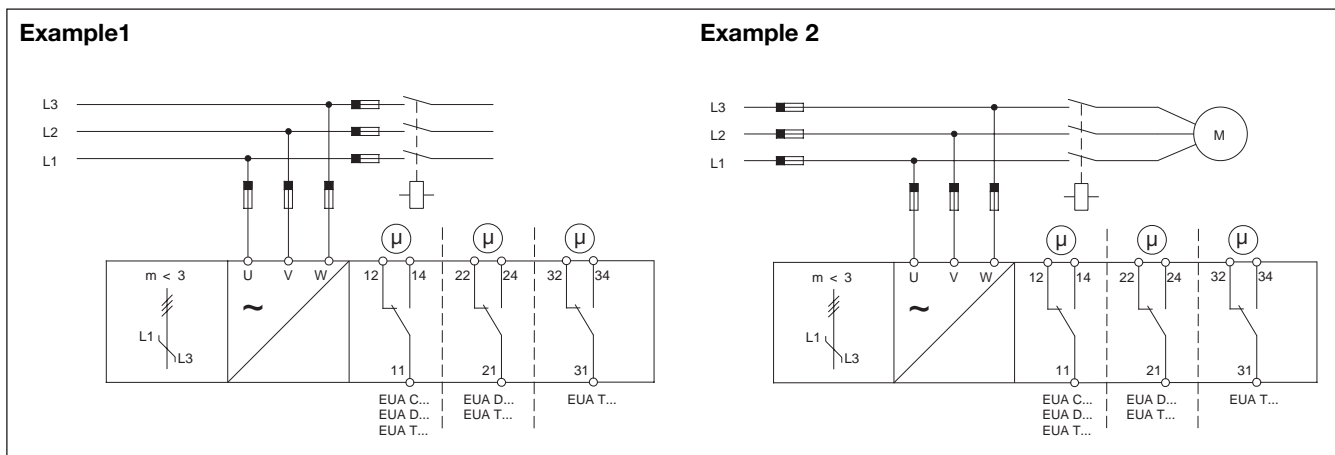 Example1
L3
L2
L1
µ µ µ
m < 3 U V W 12 14 22 24 32 34
~
L1
L3
11 21 31
EUA C... EUA D... EUA T...
EUA D... EUA T...
EUA T...
Example 2
L3
L2
L1
M
µ µ µ
m < 3 U V W 12 14 22 24 32 34
~
L1
L3
11 21 31
EUA C... EUA D... EUA T...
EUA D... EUA T...
EUA T...